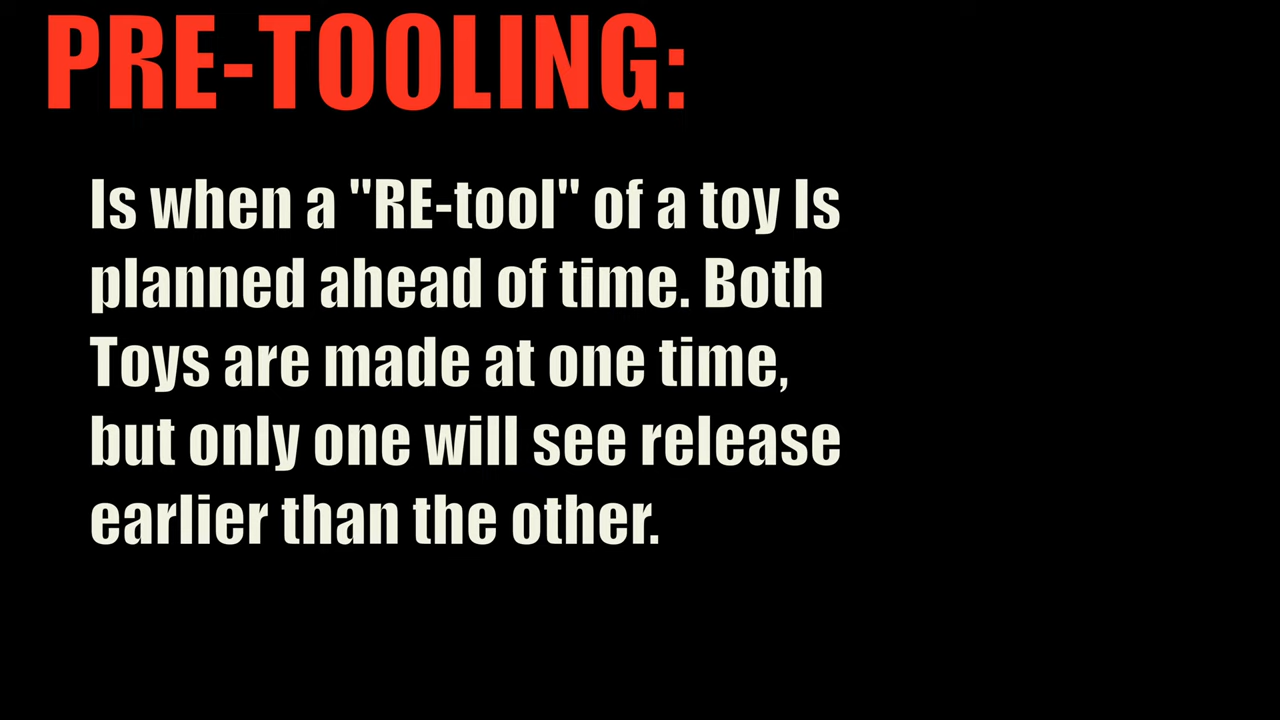 PRE-TOOLING:
Is when a "RE-tool" of a toy Is
planned ahead of time. Both
Toys are made at one time,
but only one will see release
earlier than the other.